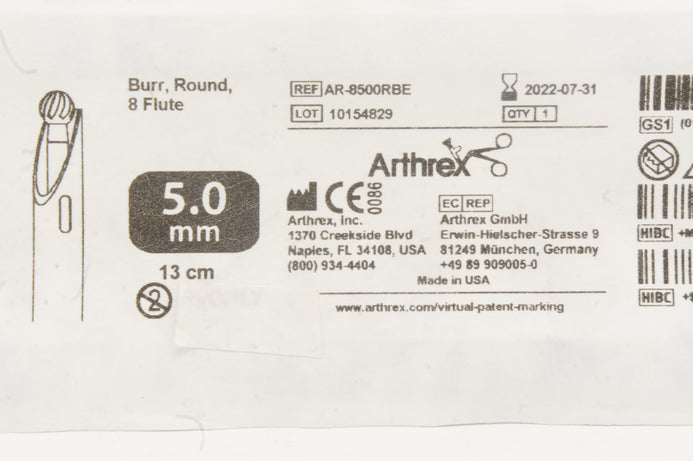 Burr, Round,
8 Flute
5.0
mm
13 cm
2
REF AR-8500RBE
2022-07-31
LOT 10154829
QTY 1
Arthrex
CE 0086
Arthrex, Inc.
1370 Creekside Blvd
Naples, FL 34108, USA
(800) 934-4404
EC REP
Arthrex GmbH
Erwin-Hielscher-Strasse 9
81249 München, Germany
+49 89 909005-0
Made in USA
www.arthrex.com/virtual-patent-marking
GS1 (0
HIBC +M
HIBC